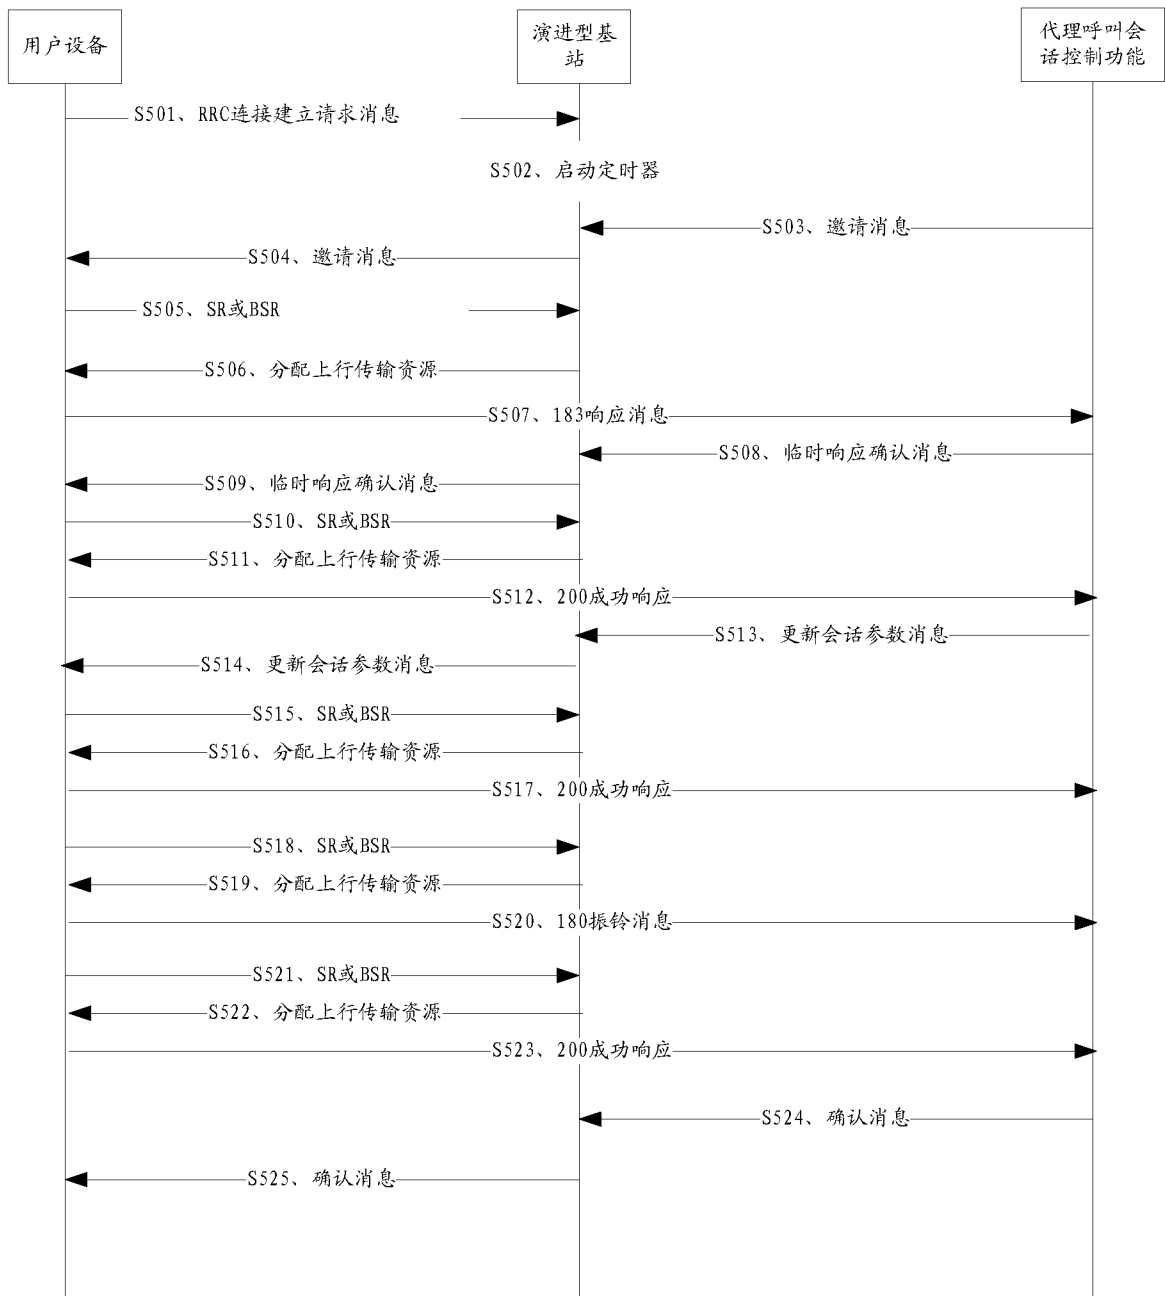 用户设备
演进型基
站
代理呼叫会
话控制功能
S501、RRC连接建立请求消息
S502、启动定时器
S503、邀请消息
S504、邀请消息
S505、SR或BSR
S506、分配上行传输资源
S507、183响应消息
S508、临时响应确认消息
S509、临时响应确认消息
S510、SR或BSR
S511、分配上行传输资源
S512、200成功响应
S513、更新会话参数消息
S514、更新会话参数消息
S515、SR或BSR
S516、分配上行传输资源
S517、200成功响应
S518、SR或BSR
S519、分配上行传输资源
S520、180振铃消息
S521、SR或BSR
S522、分配上行传输资源
S523、200成功响应
S524、确认消息
S525、确认消息